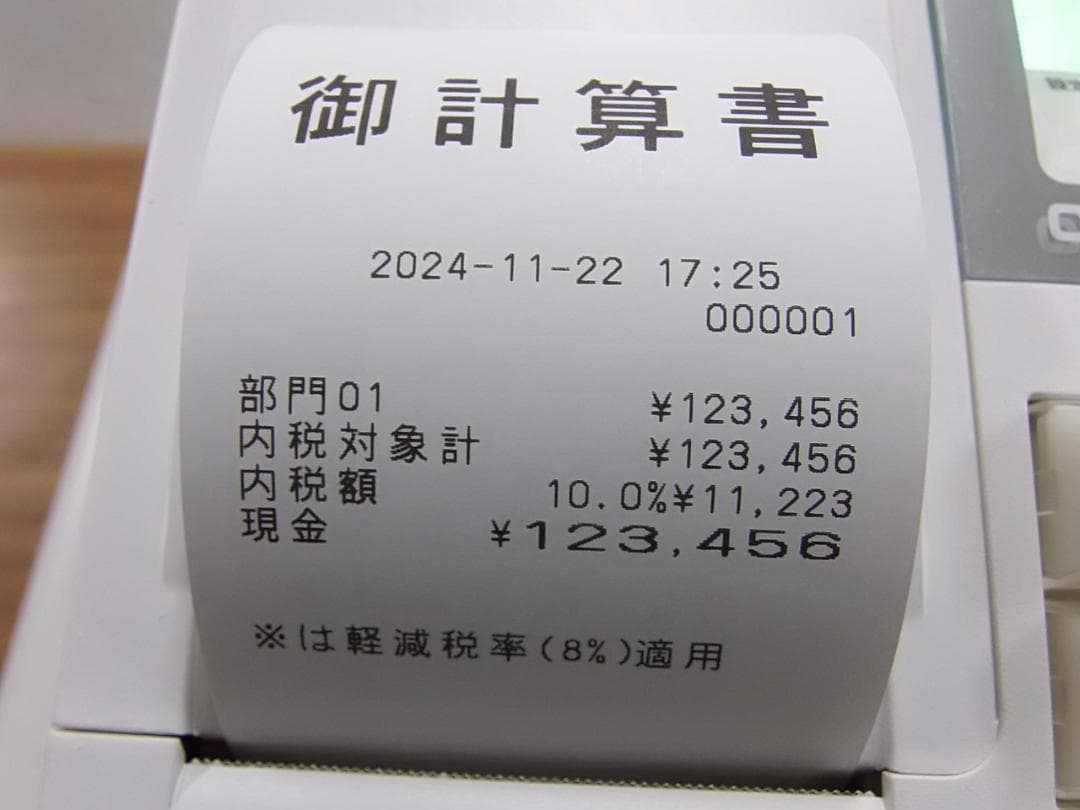 御計算書
2024-11-22 17:25
000001
部門01 ¥123,456
内税対象計 ¥123,456
内税額 10.0%¥11,223
現金 ¥123,456
※は軽減税率(8%)適用